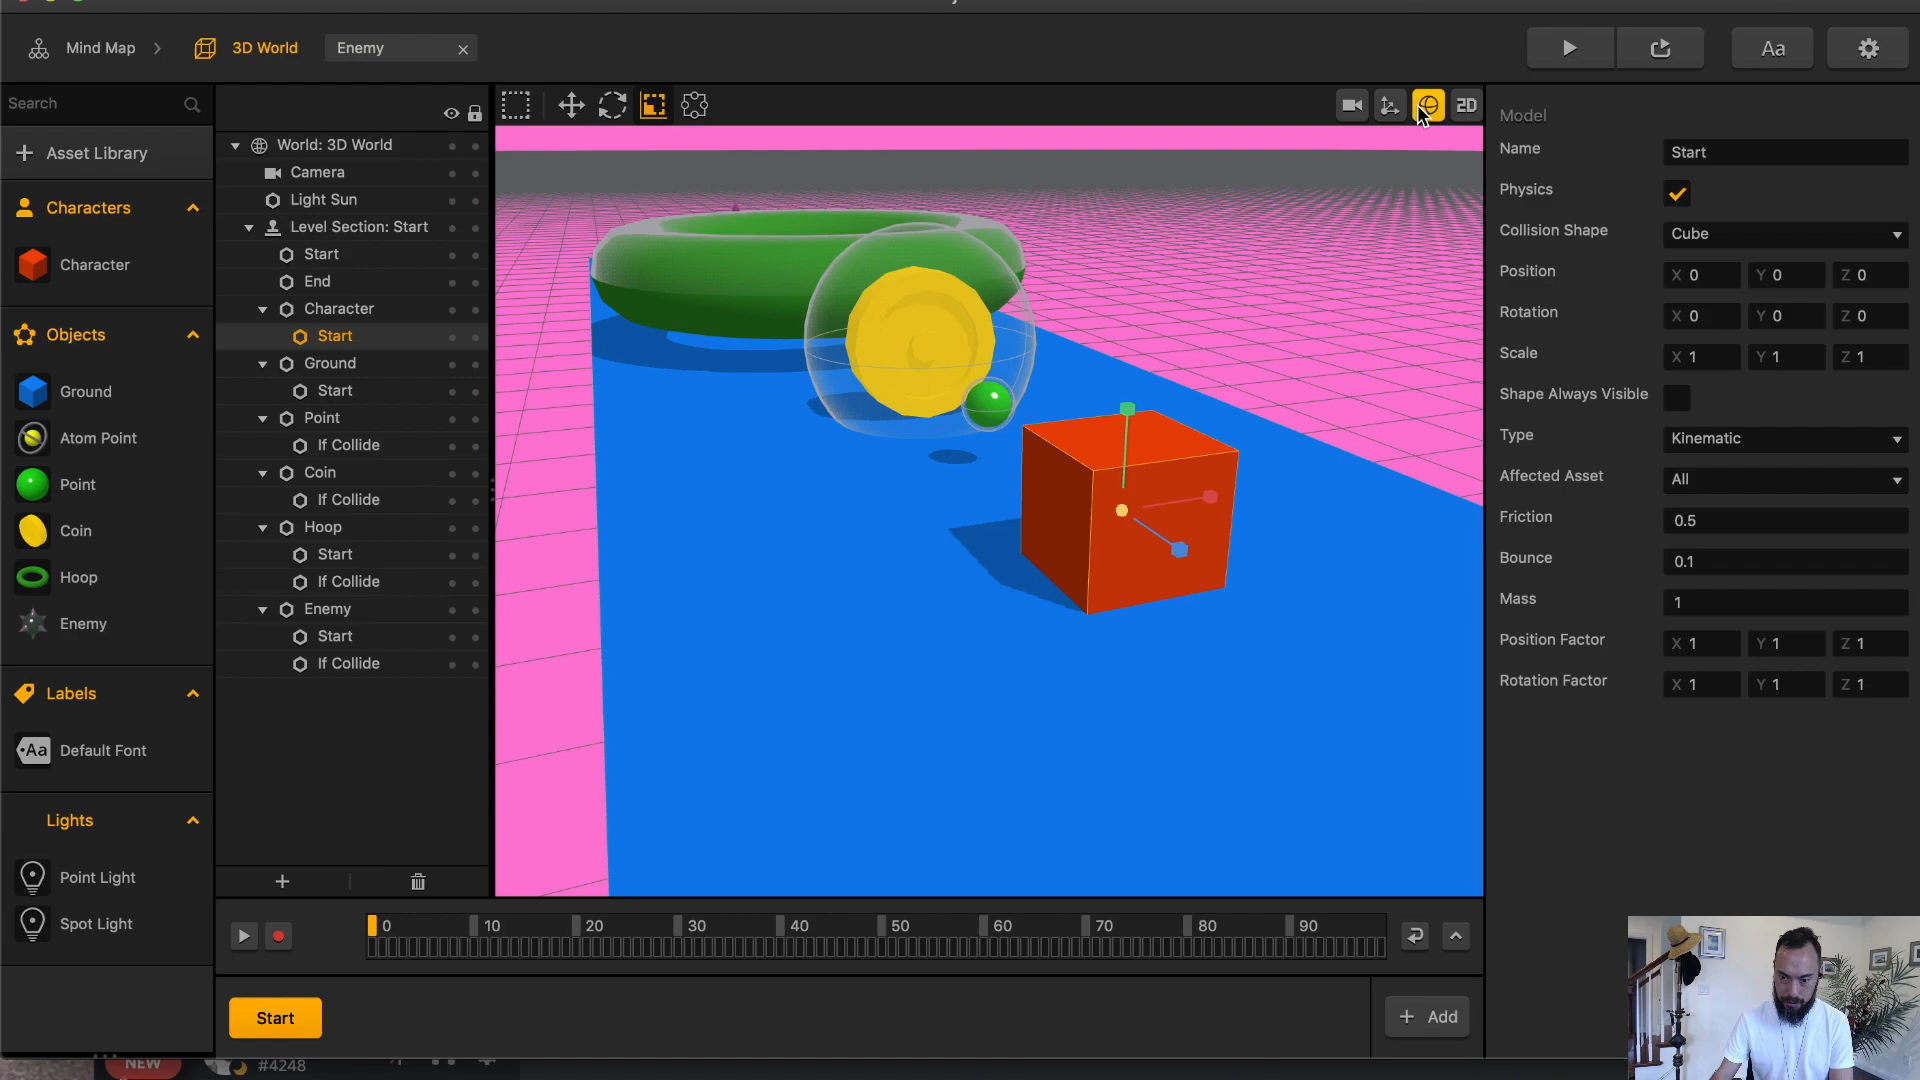 Mind Map
3D World
Enemy
Aa
Search
Asset Library
Characters
Character
Objects
Ground
Atom Point
Point
Coin
Hoop
Enemy
Labels
Aa Default Font
Lights
Point Light
Spot Light
World: 3D World
Camera
Light Sun
Level Section: Start
Start
End
Character
Start
Ground
Start
Point
If Collide
Coin
If Collide
Hoop
Start
If Collide
Enemy
Start
If Collide
2D
Model
Name Start
Physics
Collision Shape Cube
Position X 0 Y 0 Z 0
Rotation X 0 Y 0 Z 0
Scale X 1 Y 1 Z 1
Shape Always Visible
Type Kinematic
Affected Asset All
Friction 0.5
Bounce 0.1
Mass 1
Position Factor X 1 Y 1 Z 1
Rotation Factor X 1 Y 1 Z 1
0 10 20 30 40 50 60 70 80 90
Start
+ Add
NEW
#4248